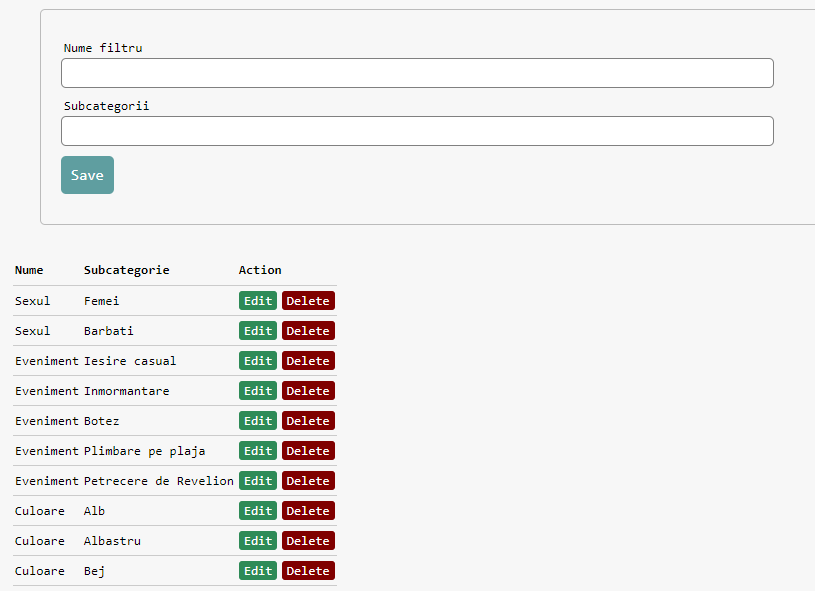 Nume filtru
Subcategorii
Save
Nume Subcategorie Action
Sexul Femei Edit Delete
Sexul Barbati Edit Delete
Eveniment Iesire casual Edit Delete
Eveniment Inmormantare Edit Delete
Eveniment Botez Edit Delete
Eveniment Plimbare pe plaja Edit Delete
Eveniment Petrecere de Revelion Edit Delete
Culoare Alb Edit Delete
Culoare Albastru Edit Delete
Culoare Bej Edit Delete